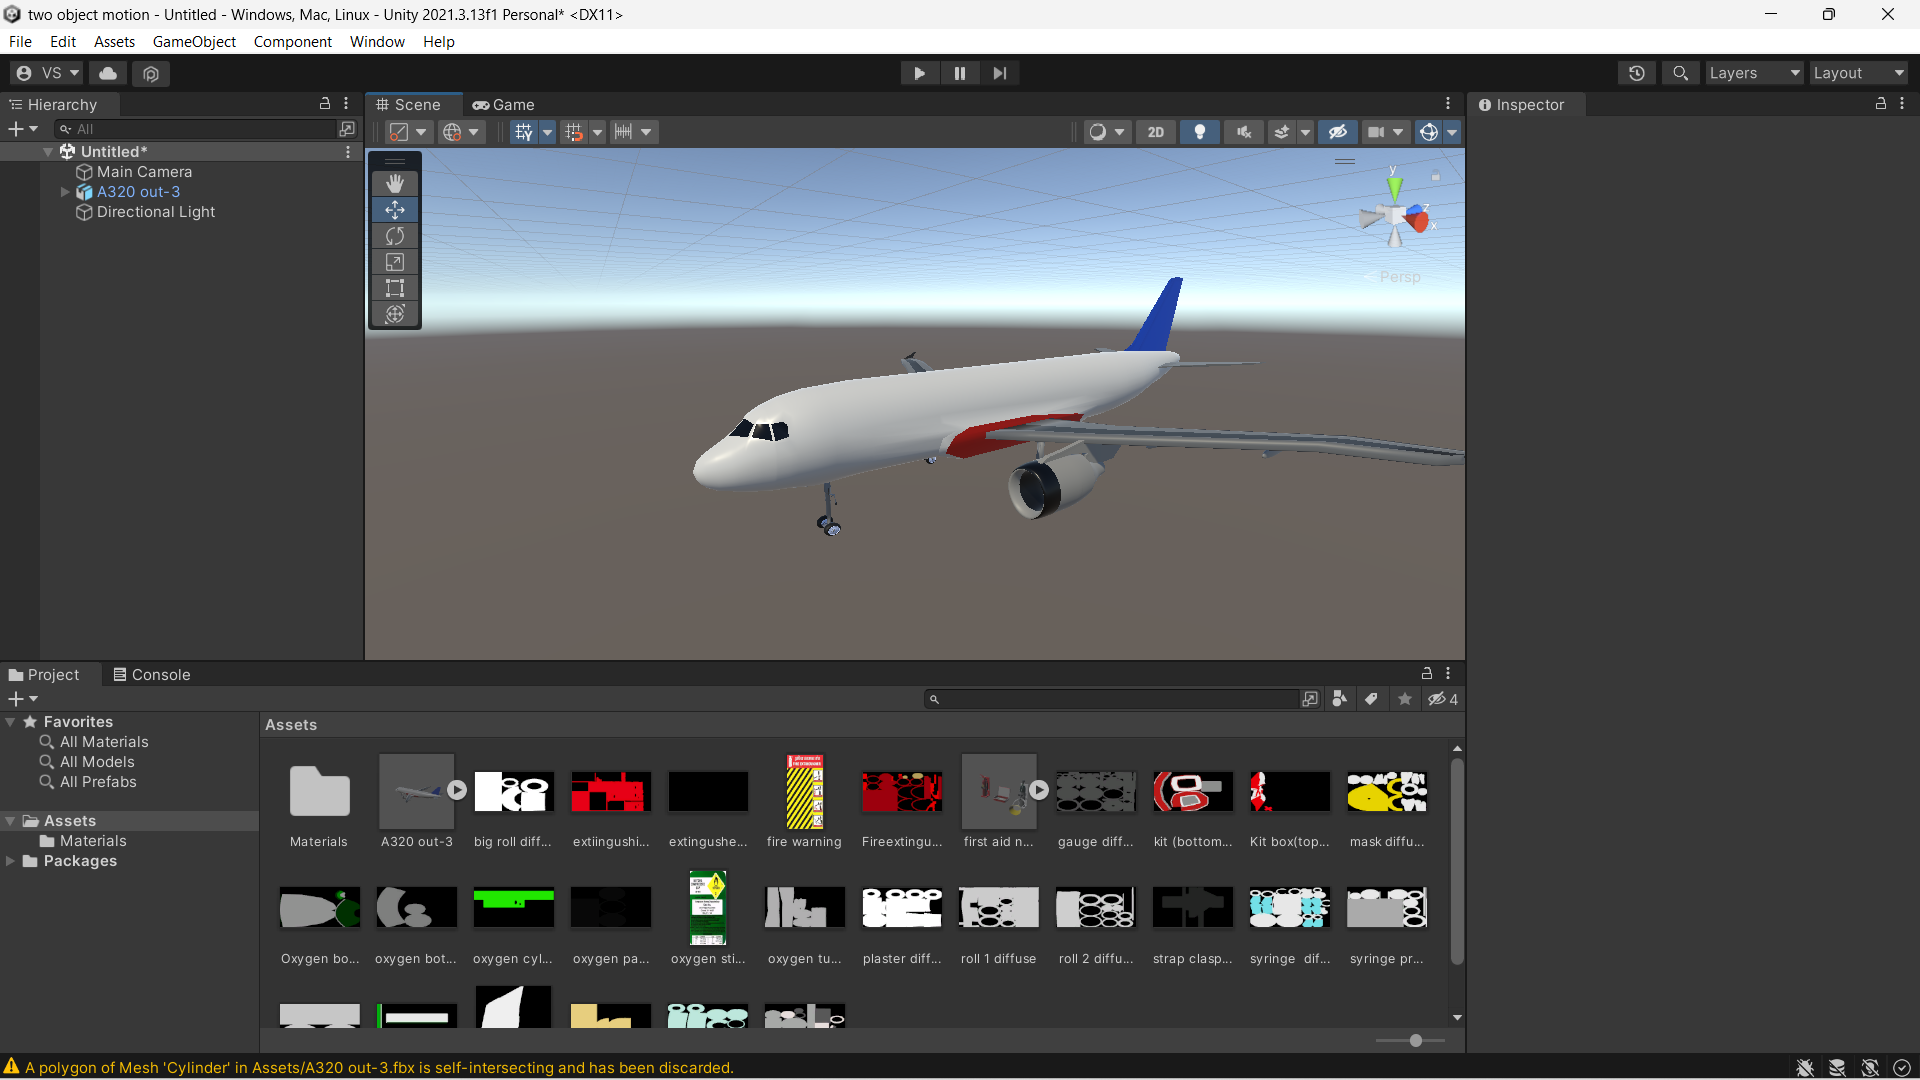 two object motion - Untitled - Windows, Mac, Linux - Unity 2021.3.13f1 Personal* <DX11>
File Edit Assets GameObject Component Window Help
VS Layers Layout
Hierarchy
All
Untitled*
Main Camera
A320 out-3
Directional Light
Scene Game
2D
y
z
x
Persp
Inspector
Project Console
4
Favorites
All Materials
All Models
All Prefabs
Assets
Materials
Packages
Assets
Materials A320 out-3 big roll diff... extiingushi... extingushe... fire warning Fireextingu... first aid n... gauge diff... kit (bottom... Kit box(top... mask diffu...
Oxygen bo... oxygen bot... oxygen cyl... oxygen pa... oxygen sti... oxygen tu... plaster diff... roll 1 diffuse roll 2 diffu... strap clasp... syringe dif... syringe pr...
A polygon of Mesh 'Cylinder' in Assets/A320 out-3.fbx is self-intersecting and has been discarded.